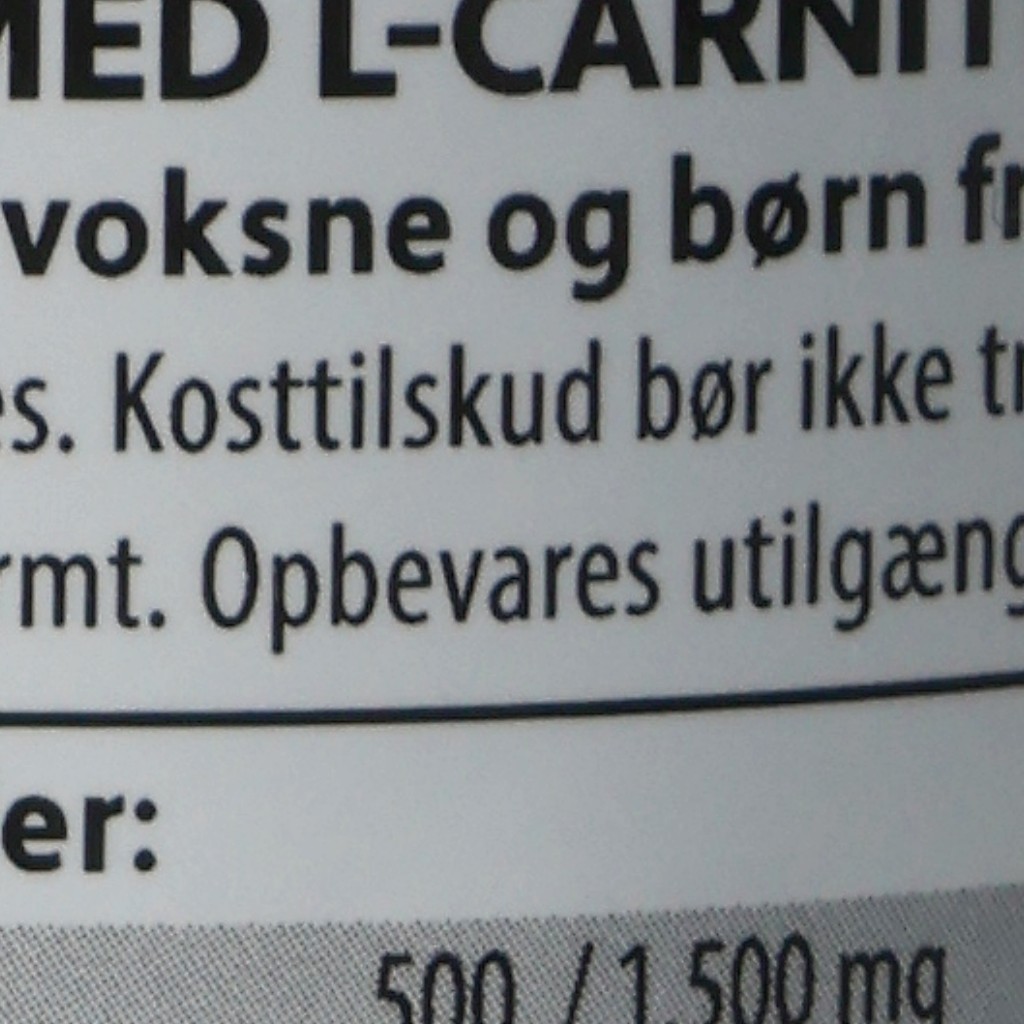 MED L-CARNIT
voksne og børn fr
es. Kosttilskud bør ikke tr
rmt. Opbevares utilgæng
er:
500 / 1.500 mg